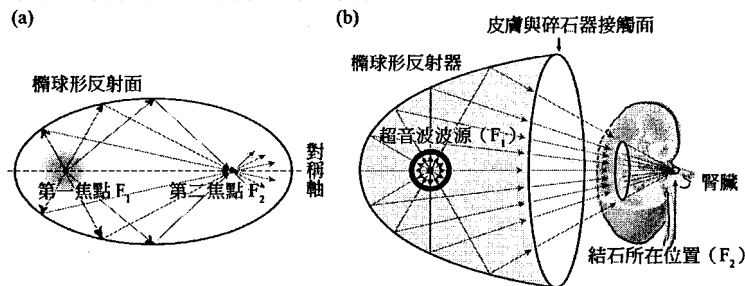 (a)
橢球形反射面
第一焦點 F₁
第二焦點 F₂
對稱軸
(b)
皮膚與碎石器接觸面
橢球形反射器
超音波波源（F₁）
腎臟
結石所在位置（F₂）